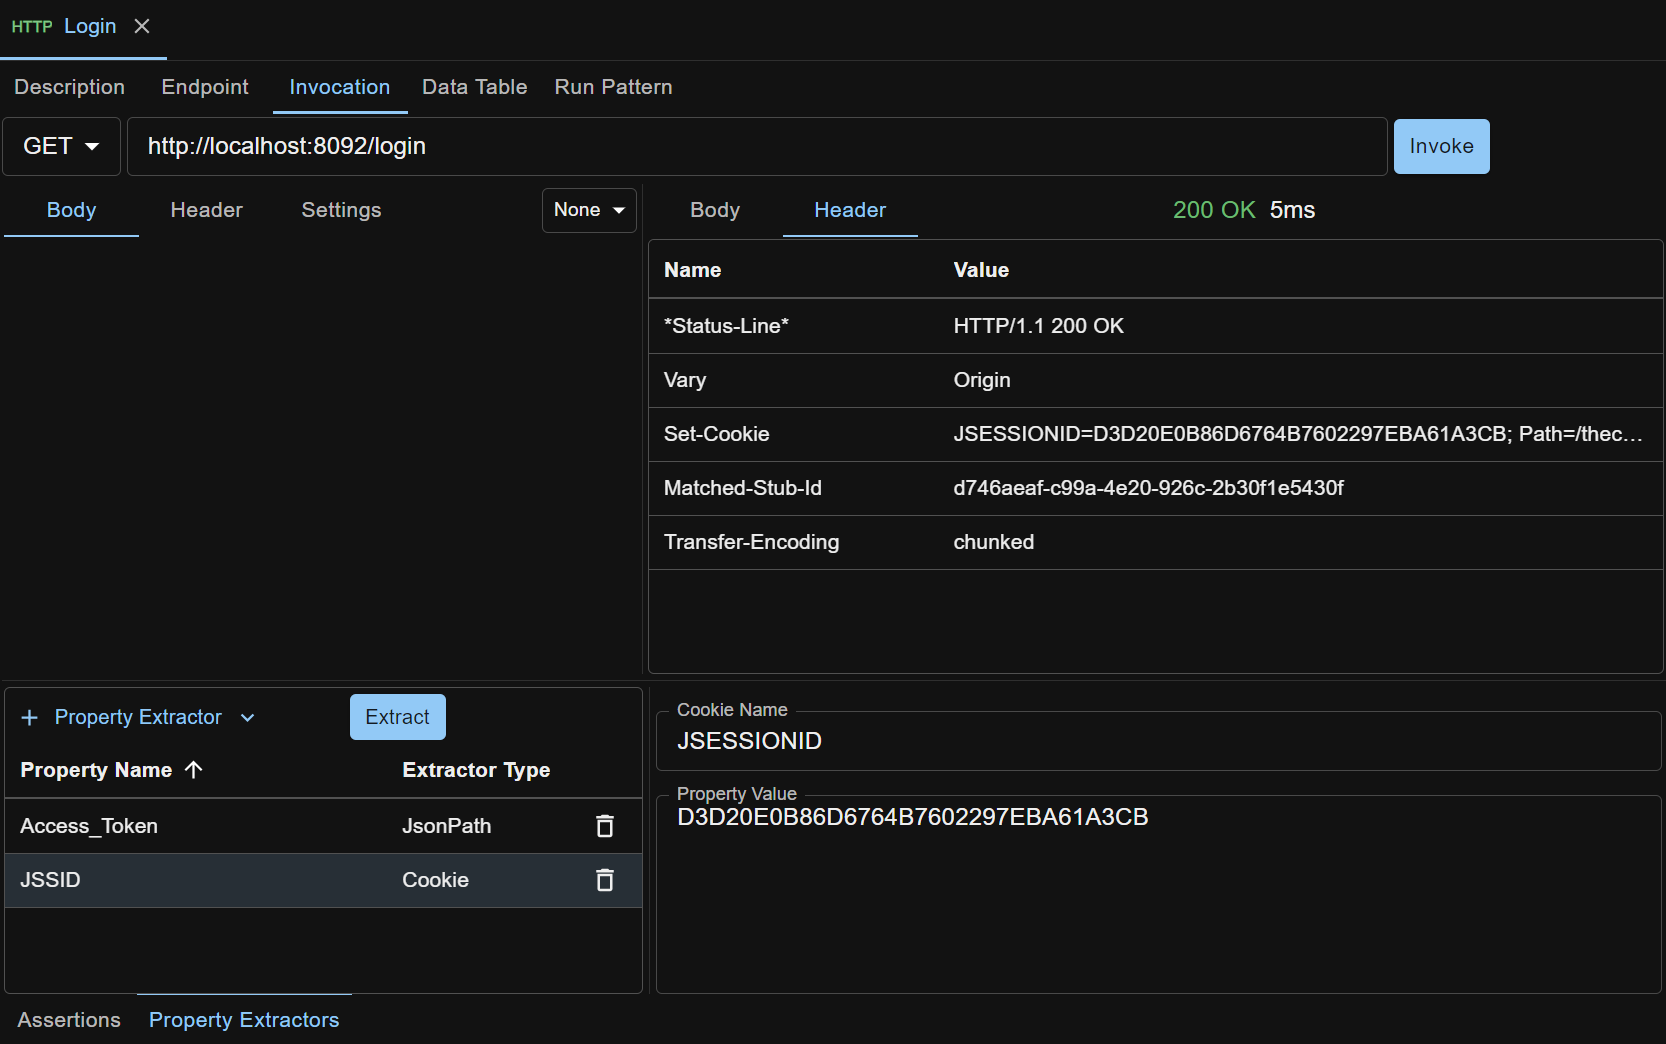 HTTP Login
Description Endpoint Invocation Data Table Run Pattern
GET http://localhost:8092/login Invoke
Body Header Settings None
Body Header 200 OK 5ms
Name Value
*Status-Line* HTTP/1.1 200 OK
Vary Origin
Set-Cookie JSESSIONID=D3D20E0B86D6764B7602297EBA61A3CB; Path=/thec...
Matched-Stub-Id d746aeaf-c99a-4e20-926c-2b30f1e5430f
Transfer-Encoding chunked
+ Property Extractor Extract
Property Name Extractor Type
Access_Token JsonPath
JSSID Cookie
Cookie Name
JSESSIONID
Property Value
D3D20E0B86D6764B7602297EBA61A3CB
Assertions Property Extractors